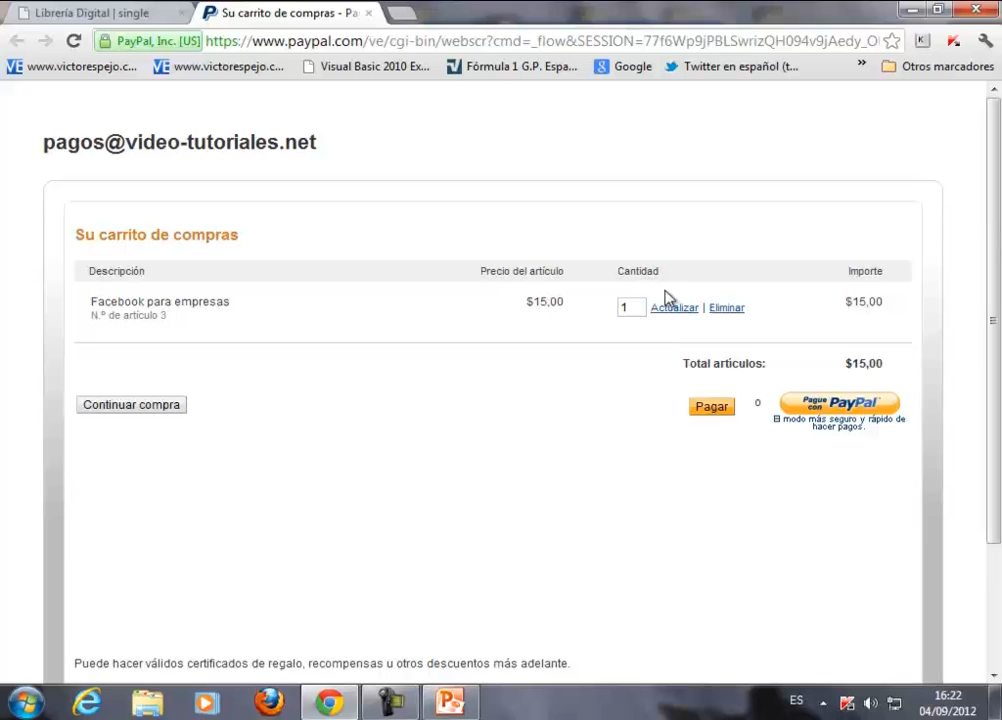 Librería Digital | single
Su carrito de compras - Pa
PayPal, Inc. [US]
https://www.paypal.com/ve/cgi-bin/webscr?cmd=_flow&SESSION=77f6Wp9jPBLSwrizQH094v9jAedy_O
www.victorespejo.c...
www.victorespejo.c...
Visual Basic 2010 Ex...
Fórmula 1 G.P. Espa...
Google
Twitter en español (t...
»
Otros marcadores
pagos@video-tutoriales.net
Su carrito de compras
Descripción Precio del artículo Cantidad Importe
Facebook para empresas $15,00 1 Actualizar | Eliminar $15,00
N.º de artículo 3
Total artículos: $15,00
Continuar compra Pagar o Pague con PayPal
El modo más seguro y rápido de
hacer pagos.
Puede hacer válidos certificados de regalo, recompensas u otros descuentos más adelante.
ES
16:22
04/09/2012